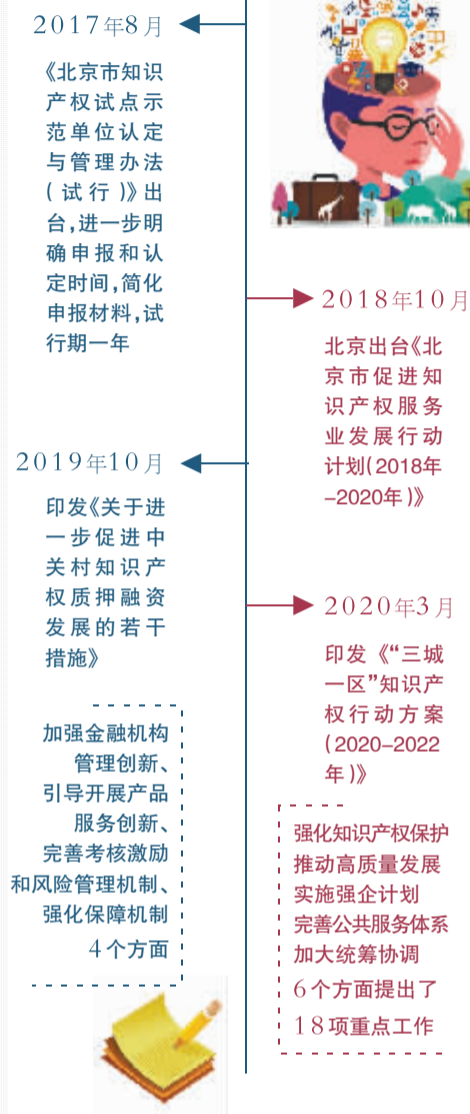 2017年8月
《北京市知识
产权试点示
范单位认定
与管理办法
(试行)》出
台,进一步明
确申报和认
定时间,简化
申报材料,试
行期一年
2018年10月
北京出台《北
京市促进知
识产权服务
业发展行动
计划(2018年
-2020年)》
2019年10月
印发《关于进
一步促进中
关村知识产
权质押融资
发展的若干
措施》
加强金融机构
管理创新、
引导开展产品
服务创新、
完善考核激励
和风险管理机制、
强化保障机制
4个方面
2020年3月
印发《“三城
一区”知识产
权行动方案
(2020-2022
年)》
强化知识产权保护
推动高质量发展
实施强企计划
完善公共服务体系
加大统筹协调
6个方面提出了
18项重点工作